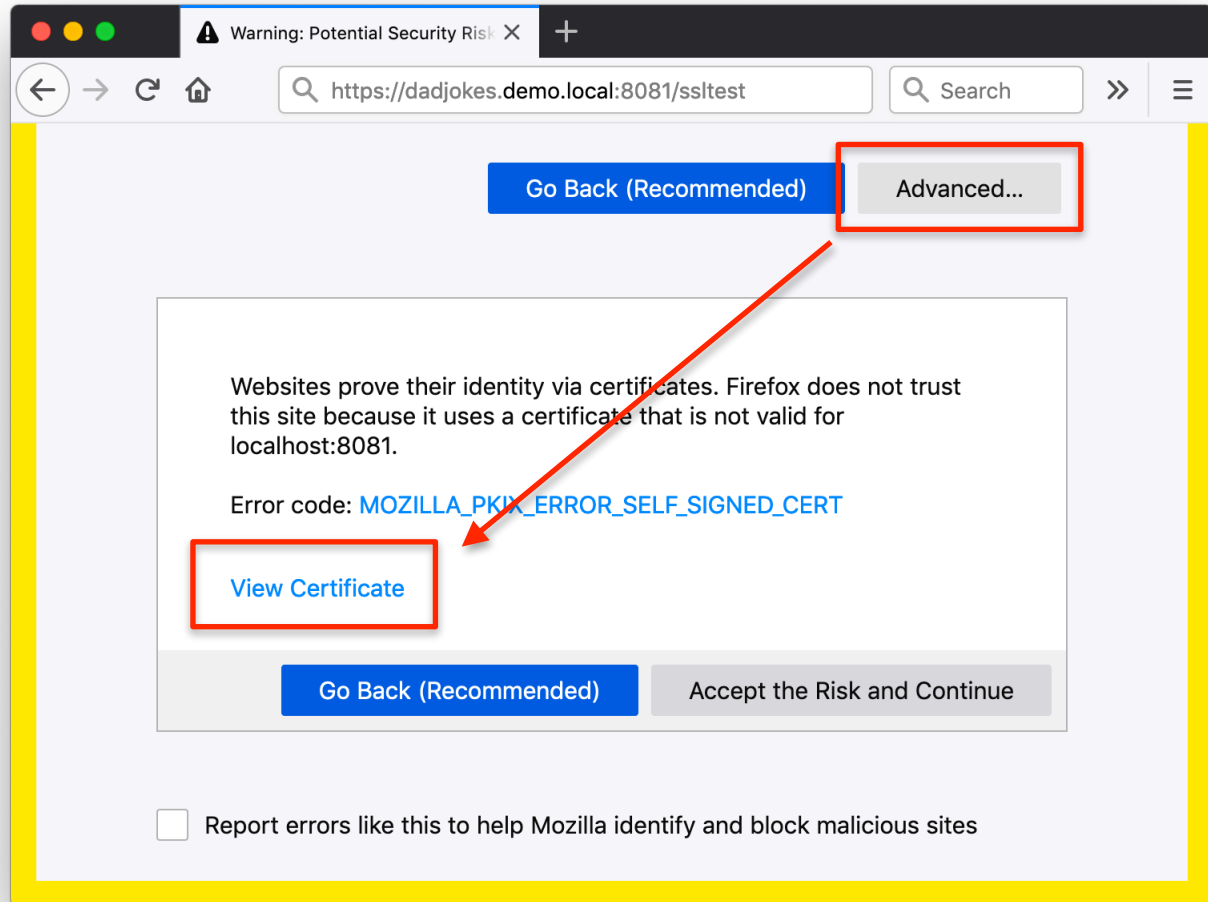 Warning: Potential Security Risk
https://dadjokes.demo.local:8081/ssltest
Search
Go Back (Recommended)
Advanced...
Websites prove their identity via certificates. Firefox does not trust
this site because it uses a certificate that is not valid for
localhost:8081.
Error code: MOZILLA_PKIX_ERROR_SELF_SIGNED_CERT
View Certificate
Go Back (Recommended)
Accept the Risk and Continue
Report errors like this to help Mozilla identify and block malicious sites